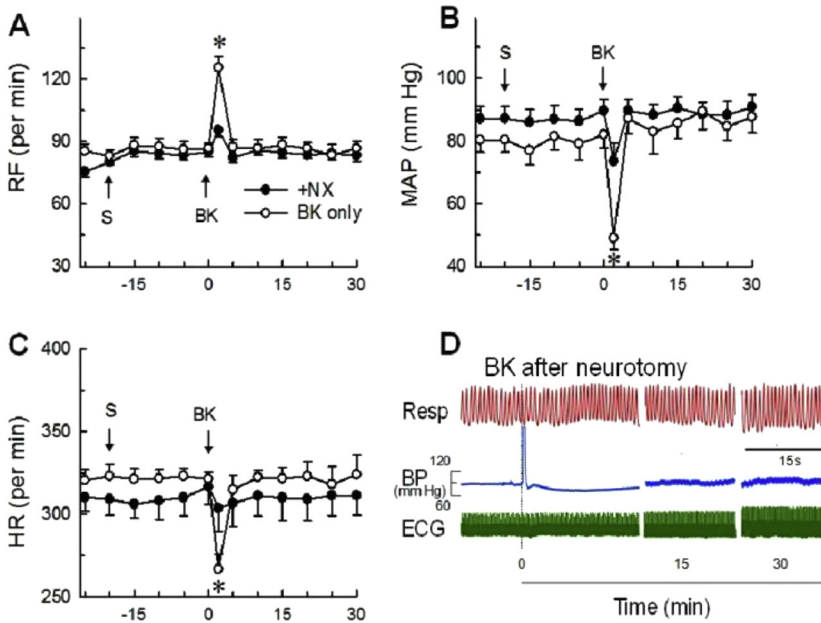 A
RF (per min)
120
90
60
30
*
S
BK
+NX
BK only
-15
0
15
30
B
MAP (mm Hg)
100
80
60
40
S
BK
*
-15
0
15
30
C
HR (per min)
400
350
300
250
S
BK
*
-15
0
15
30
D
BK after neurotomy
Resp
15s
120
BP
(mm Hg)
60
ECG
0
15
30
Time (min)